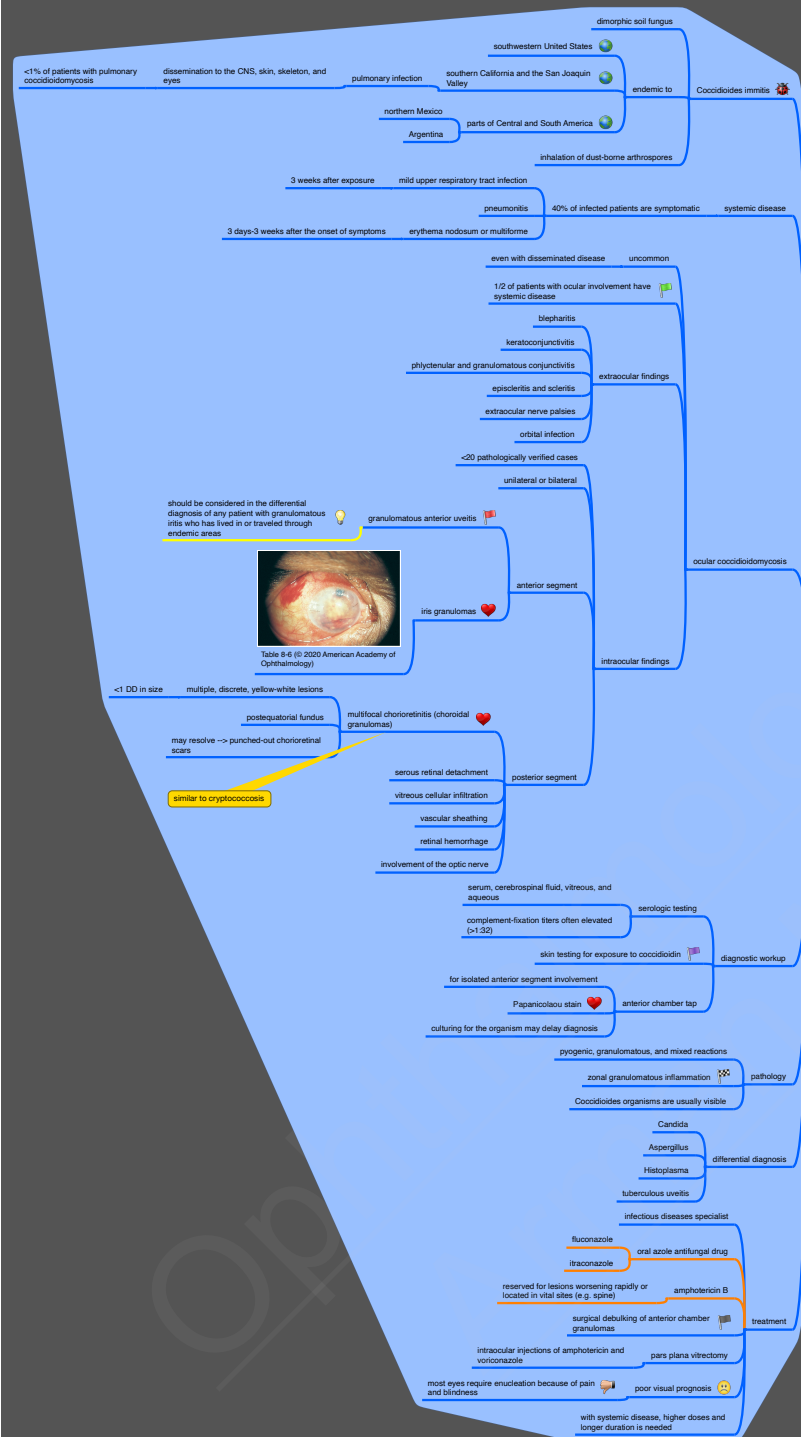 dimorphic soil fungus
southwestern United States
<1% of patients with pulmonary
coccidioidomycosis
dissemination to the CNS, skin, skeleton, and
eyes
pulmonary infection
southern California and the San Joaquin
Valley
endemic to
Coccidioides immitis
northern Mexico
Argentina
parts of Central and South America
inhalation of dust-borne arthrospores
3 weeks after exposure
mild upper respiratory tract infection
pneumonitis
40% of infected patients are symptomatic
systemic disease
3 days-3 weeks after the onset of symptoms
erythema nodosum or multiforme
even with disseminated disease
uncommon
1/2 of patients with ocular involvement have
systemic disease
blepharitis
keratoconjunctivitis
phlyctenular and granulomatous conjunctivitis
extraocular findings
episcleritis and scleritis
extraocular nerve palsies
orbital infection
<20 pathologically verified cases
unilateral or bilateral
should be considered in the differential
diagnosis of any patient with granulomatous
iritis who has lived in or traveled through
endemic areas
granulomatous anterior uveitis
ocular coccidioidomycosis
anterior segment
iris granulomas
Table 8-6 (© 2020 American Academy of
Ophthalmology)
intraocular findings
<1 DD in size
multiple, discrete, yellow-white lesions
postequatorial fundus
multifocal chorioretinitis (choroidal
granulomas)
may resolve --> punched-out chorioretinal
scars
similar to cryptococcosis
serous retinal detachment
posterior segment
vitreous cellular infiltration
vascular sheathing
retinal hemorrhage
involvement of the optic nerve
serum, cerebrospinal fluid, vitreous, and
aqueous
serologic testing
complement-fixation titers often elevated
(>1:32)
skin testing for exposure to coccidioidin
diagnostic workup
for isolated anterior segment involvement
Papanicolaou stain
anterior chamber tap
culturing for the organism may delay diagnosis
pyogenic, granulomatous, and mixed reactions
zonal granulomatous inflammation
pathology
Coccidioides organisms are usually visible
Candida
Aspergillus
differential diagnosis
Histoplasma
tuberculous uveitis
infectious diseases specialist
fluconazole
oral azole antifungal drug
itraconazole
reserved for lesions worsening rapidly or
located in vital sites (e.g. spine)
amphotericin B
surgical debulking of anterior chamber
granulomas
treatment
intraocular injections of amphotericin and
voriconazole
pars plana vitrectomy
most eyes require enucleation because of pain
and blindness
poor visual prognosis
with systemic disease, higher doses and
longer duration is needed